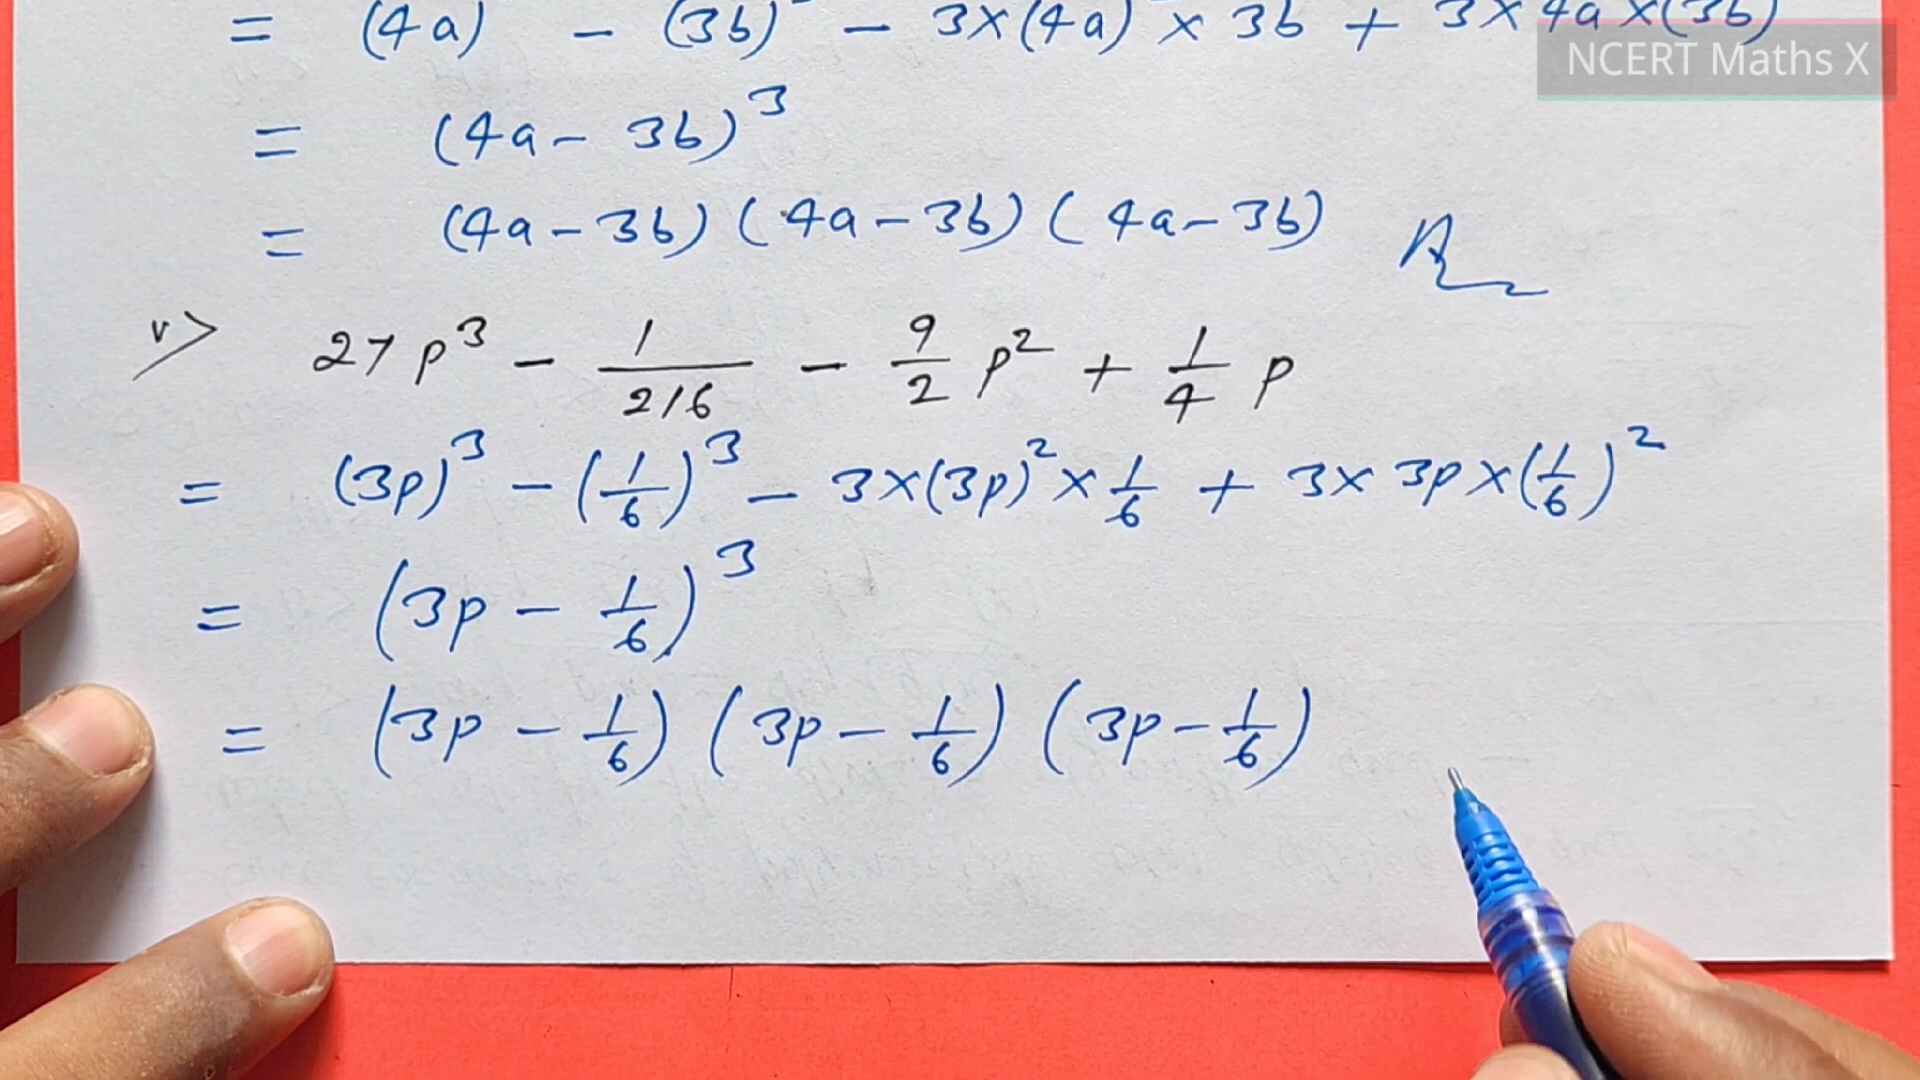 = (4a) - (3b) - 3×(4a) × 3b + 3×4a×(3b)
NCERT Maths X
= (4a - 3b)³
= (4a - 3b) (4a - 3b) (4a - 3b)
v> 27p³ - 1/216 - 9/2 p² + 1/4 p
= (3p)³ - (1/6)³ - 3×(3p)² × 1/6 + 3× 3p × (1/6)²
= (3p - 1/6)³
= (3p - 1/6) (3p - 1/6) (3p - 1/6)